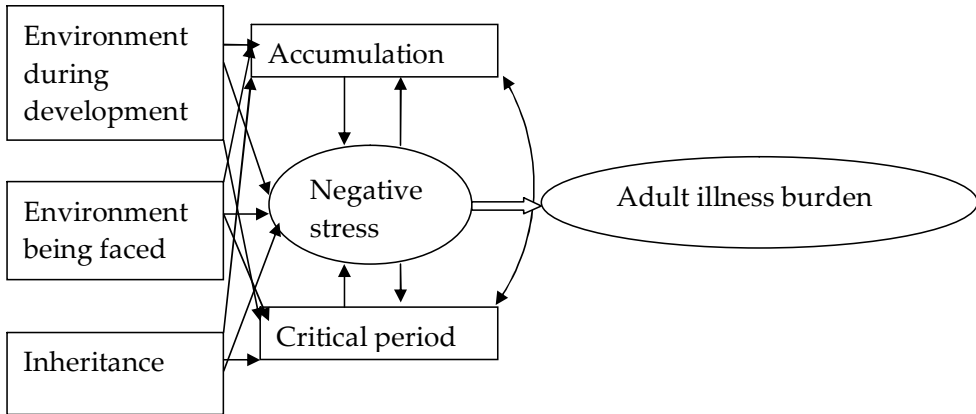 Environment
during
development
Accumulation
Environment
being faced
Negative
stress
Adult illness burden
Inheritance
Critical period